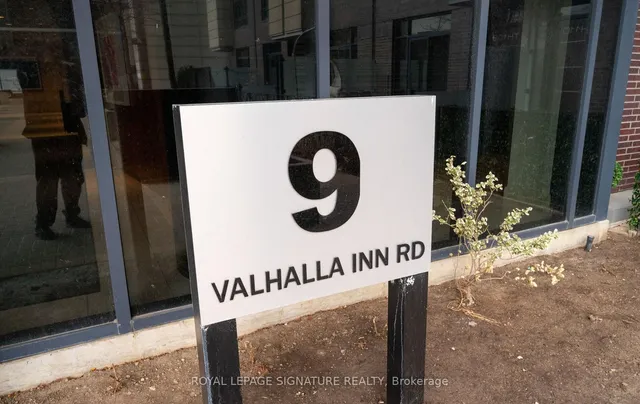 9
VALHALLA INN RD
ROYAL LEPAGE SIGNATURE REALTY, Brokerage